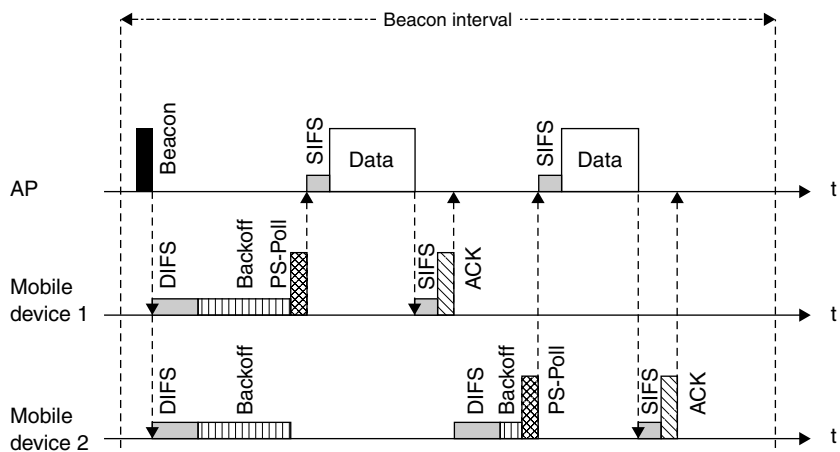 Beacon interval
Beacon
SIFS
Data
SIFS
Data
AP
t
DIFS
Backoff
PS-Poll
SIFS
ACK
Mobile
device 1
t
DIFS
Backoff
DIFS
Backoff
PS-Poll
SIFS
ACK
Mobile
device 2
t